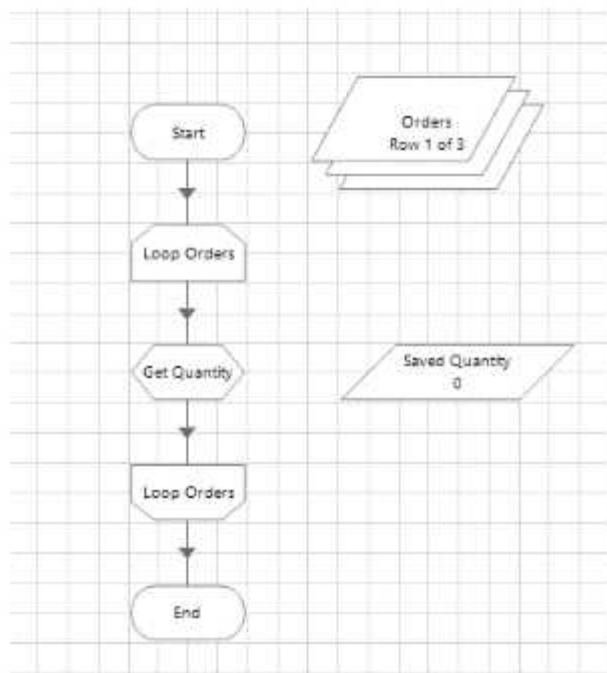 Start
Orders
Row 1 of 3
Loop Orders
Get Quantity
Saved Quantity
0
Loop Orders
End